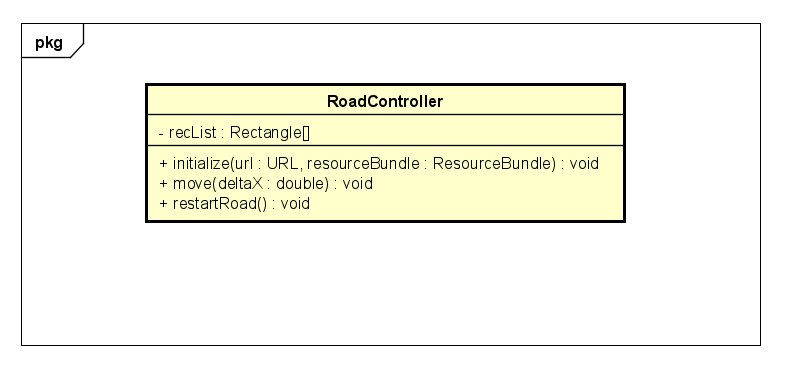 pkg
RoadController
- recList : Rectangle[]
+ initialize(url : URL, resourceBundle : ResourceBundle) : void
+ move(deltaX : double) : void
+ restartRoad() : void